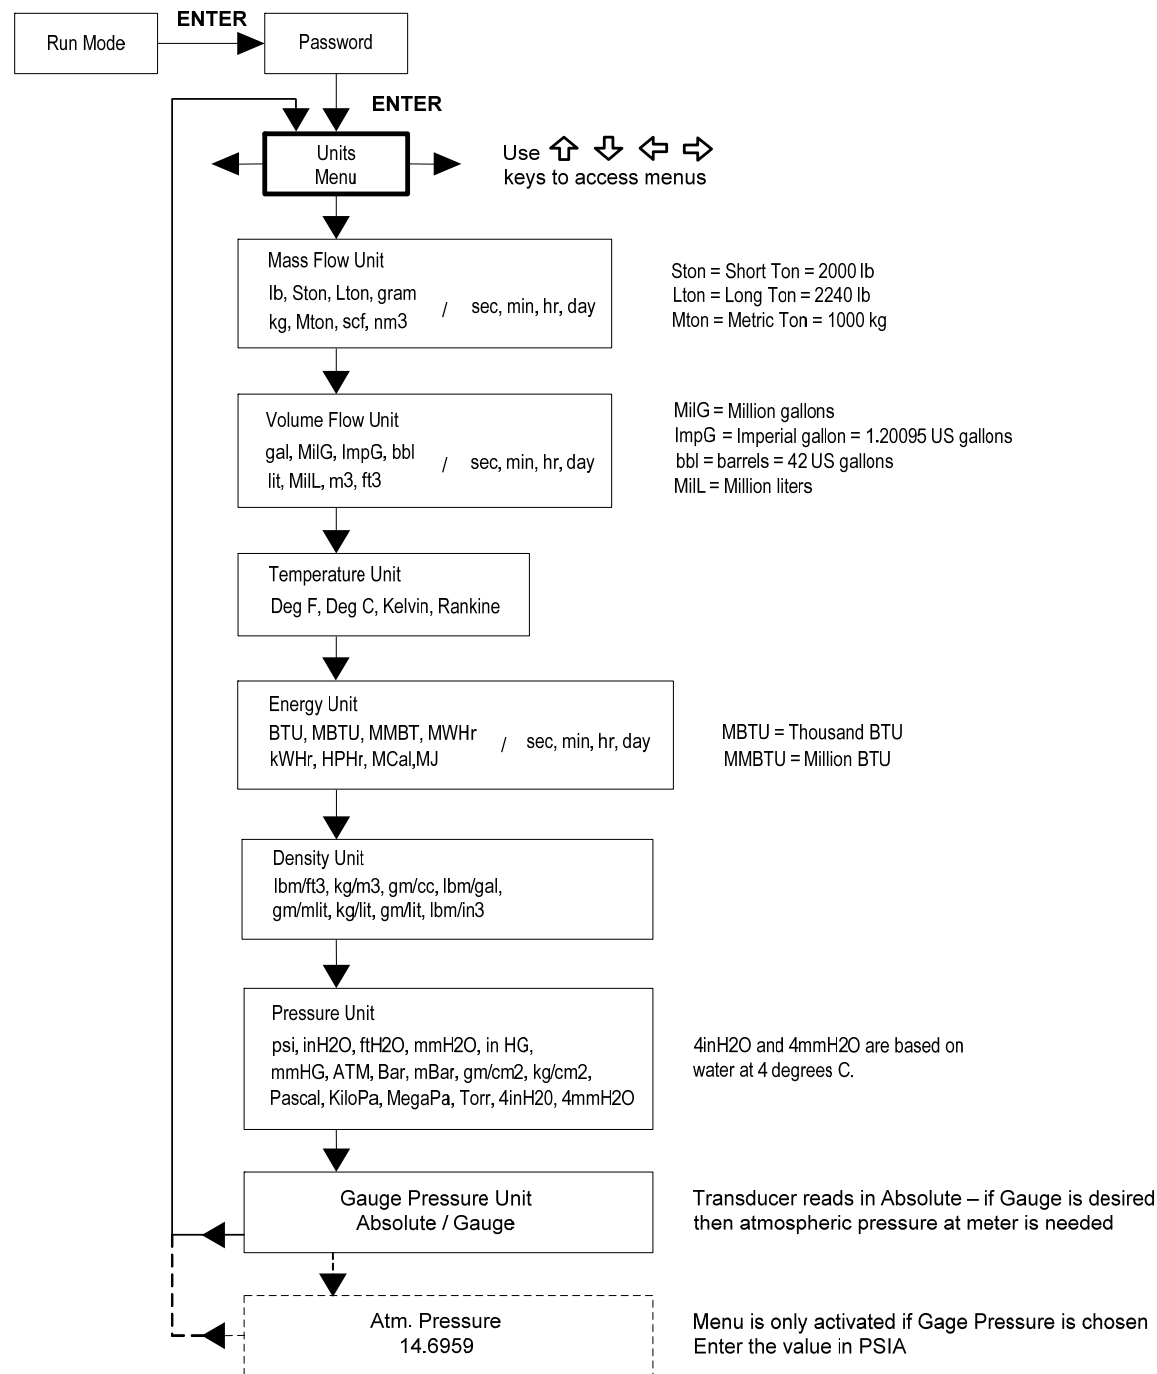 ENTER
Run Mode
Password
ENTER
Units
Menu
Use
keys to access menus
Mass Flow Unit
lb, Ston, Lton, gram
kg, Mton, scf, nm3
/ sec, min, hr, day
Ston = Short Ton = 2000 lb
Lton = Long Ton = 2240 lb
Mton = Metric Ton = 1000 kg
Volume Flow Unit
gal, MilG, ImpG, bbl
lit, MilL, m3, ft3
/ sec, min, hr, day
MilG = Million gallons
ImpG = Imperial gallon = 1.20095 US gallons
bbl = barrels = 42 US gallons
MilL = Million liters
Temperature Unit
Deg F, Deg C, Kelvin, Rankine
Energy Unit
BTU, MBTU, MMBT, MWHr
kWHr, HPHr, MCal,MJ
/ sec, min, hr, day
MBTU = Thousand BTU
MMBTU = Million BTU
Density Unit
lbm/ft3, kg/m3, gm/cc, lbm/gal,
gm/mlit, kg/lit, gm/lit, lbm/in3
Pressure Unit
psi, inH2O, ftH2O, mmH2O, in HG,
mmHG, ATM, Bar, mBar, gm/cm2, kg/cm2,
Pascal, KiloPa, MegaPa, Torr, 4inH20, 4mmH2O
4inH2O and 4mmH2O are based on
water at 4 degrees C.
Gauge Pressure Unit
Absolute / Gauge
Transducer reads in Absolute – if Gauge is desired
then atmospheric pressure at meter is needed
Atm. Pressure
14.6959
Menu is only activated if Gage Pressure is chosen
Enter the value in PSIA